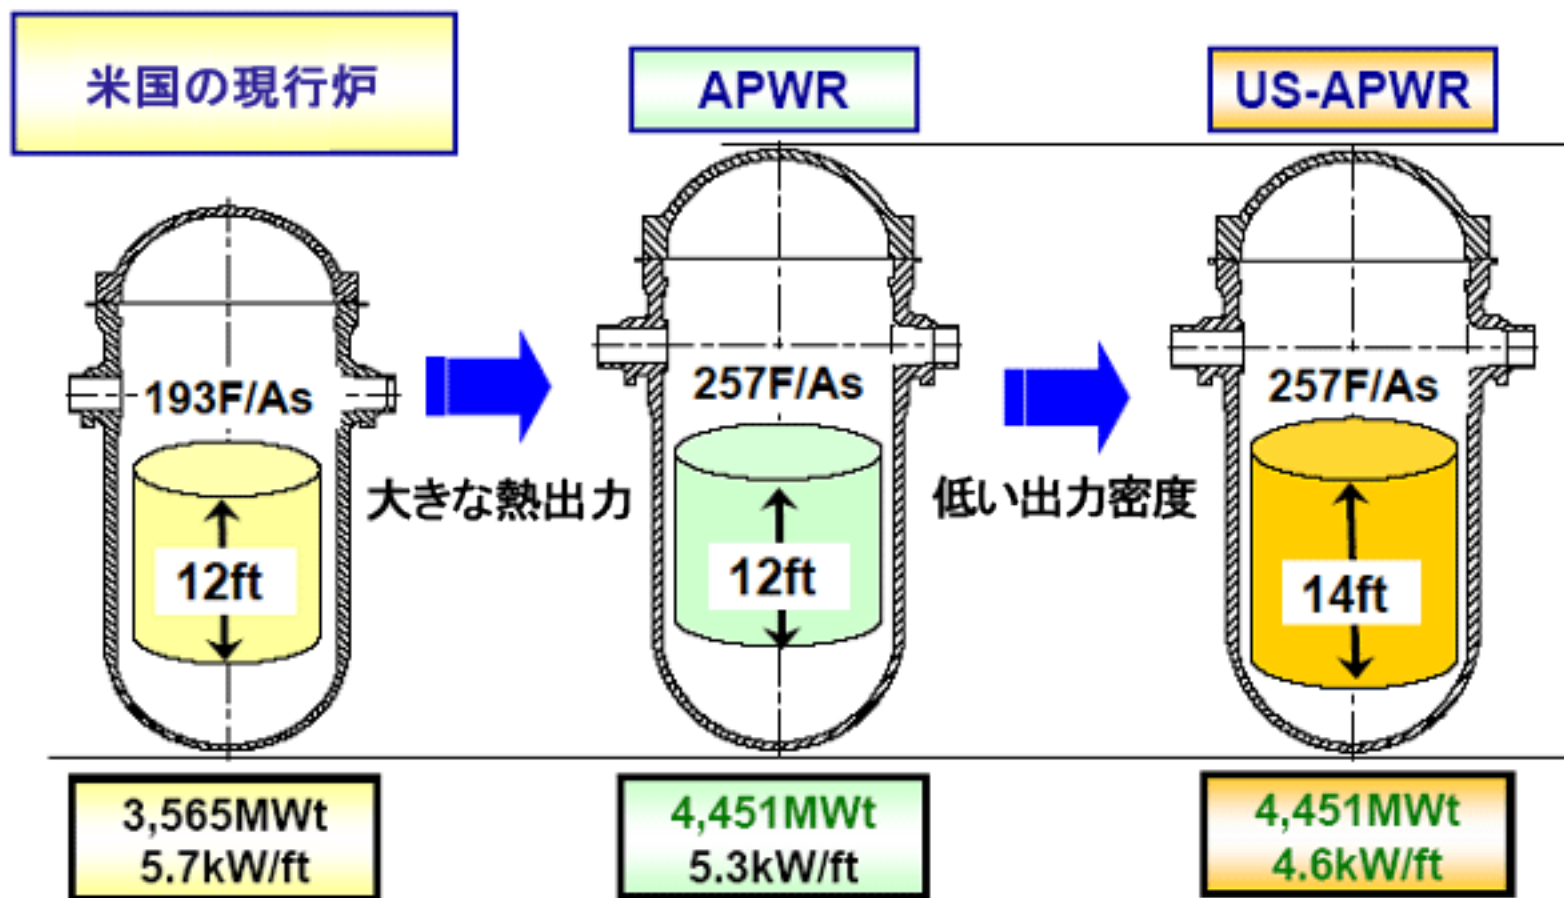 米国の現行炉
APWR
US-APWR
193F/As
257F/As
257F/As
大きな熱出力
低い出力密度
12ft
12ft
14ft
3,565MWt
5.7kW/ft
4,451MWt
5.3kW/ft
4,451MWt
4.6kW/ft